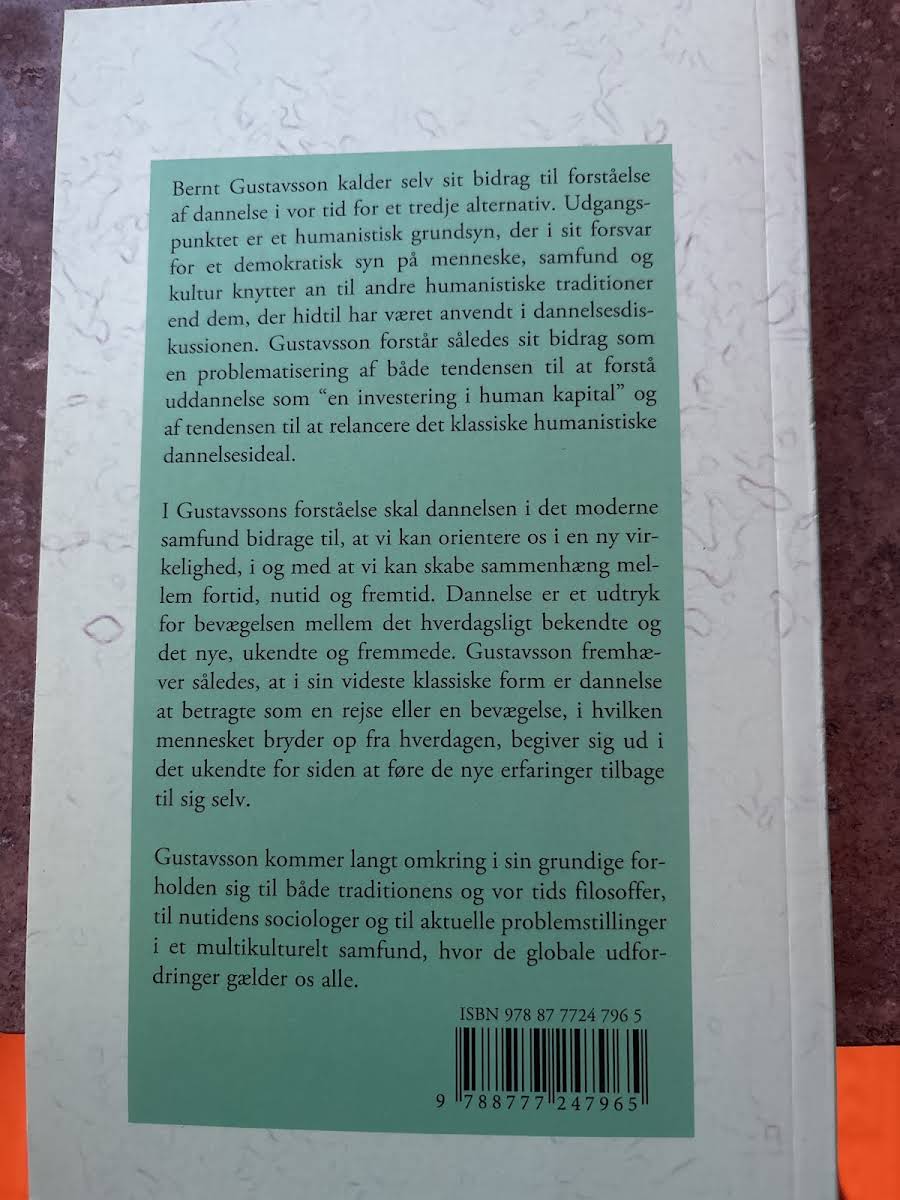 Bernt Gustavsson kalder selv sit bidrag til forståelse
af dannelse i vor tid for et tredje alternativ. Udgangs-
punktet er et humanistisk grundsyn, der i sit forsvar
for et demokratisk syn på menneske, samfund og
kultur knytter an til andre humanistiske traditioner
end dem, der hidtil har været anvendt i dannelsesdis-
kussionen. Gustavsson forstår således sit bidrag som
en problematisering af både tendensen til at forstå
uddannelse som “en investering i human kapital” og
af tendensen til at relancere det klassiske humanistiske
dannelsesideal.
I Gustavssons forståelse skal dannelsen i det moderne
samfund bidrage til, at vi kan orientere os i en ny vir-
kelighed, i og med at vi kan skabe sammenhæng mel-
lem fortid, nutid og fremtid. Dannelse er et udtryk
for bevægelsen mellem det hverdagsligt bekendte og
det nye, ukendte og fremmede. Gustavsson fremhæ-
ver således, at i sin videste klassiske form er dannelse
at betragte som en rejse eller en bevægelse, i hvilken
mennesket bryder op fra hverdagen, begiver sig ud i
det ukendte for siden at føre de nye erfaringer tilbage
til sig selv.
Gustavsson kommer langt omkring i sin grundige for-
holden sig til både traditionens og vor tids filosoffer,
til nutidens sociologer og til aktuelle problemstillinger
i et multikulturelt samfund, hvor de globale udfor-
dringer gælder os alle.
ISBN 978 87 7724 796 5
9 788777 247965